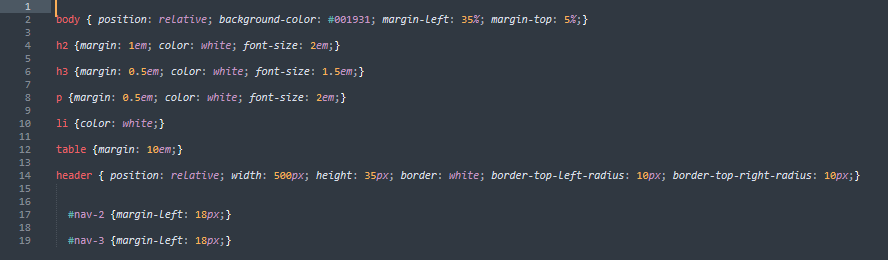 1
2 body { position: relative; background-color: #001931; margin-left: 35%; margin-top: 5%;}
3
4 h2 {margin: 1em; color: white; font-size: 2em;}
5
6 h3 {margin: 0.5em; color: white; font-size: 1.5em;}
7
8 p {margin: 0.5em; color: white; font-size: 2em;}
9
10 li {color: white;}
11
12 table {margin: 10em;}
13
14 header { position: relative; width: 500px; height: 35px; border: white; border-top-left-radius: 10px; border-top-right-radius: 10px;}
15
16
17 #nav-2 {margin-left: 18px;}
18
19 #nav-3 {margin-left: 18px;}